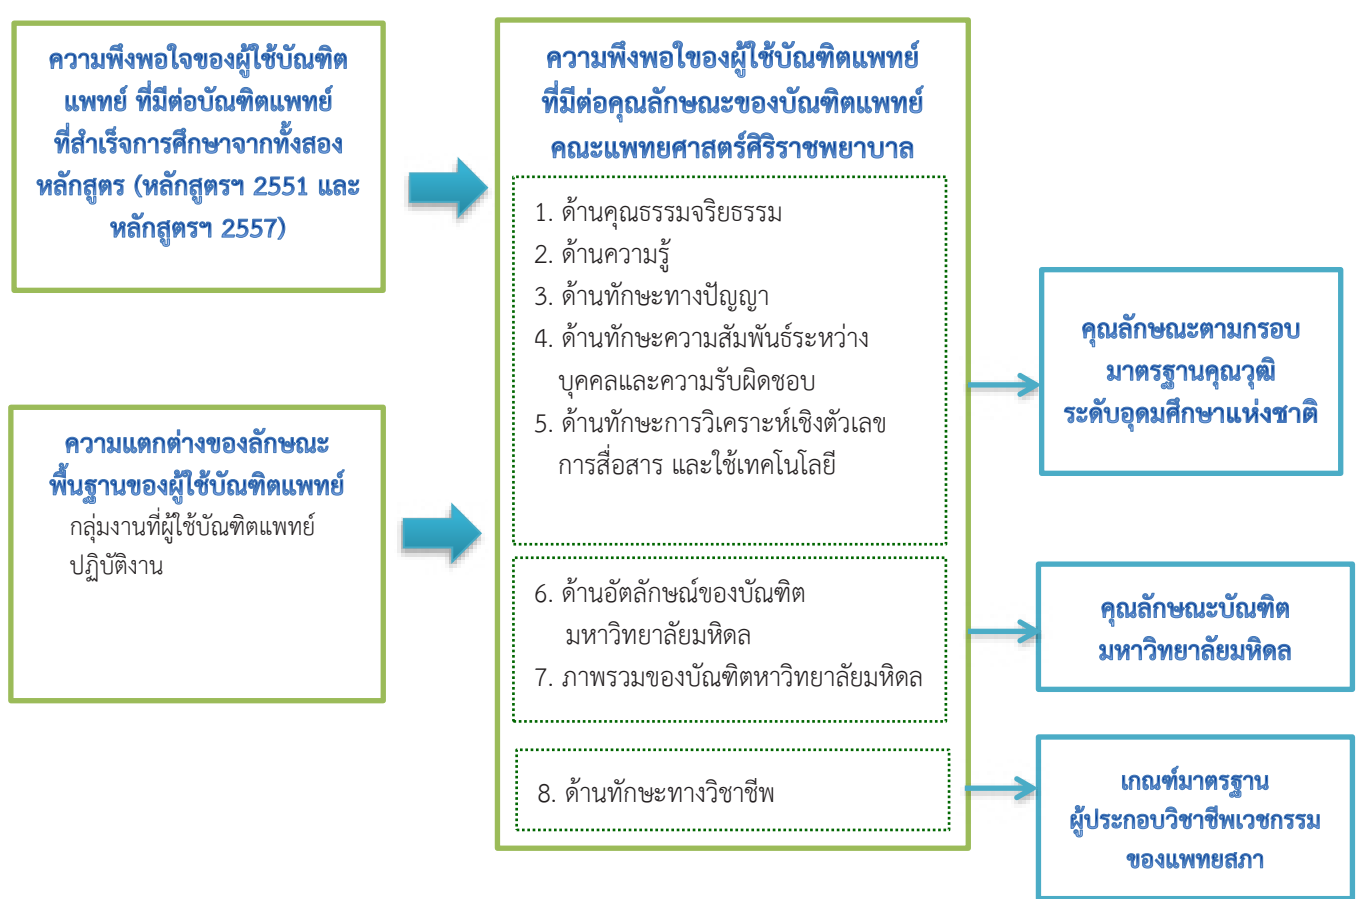 ความพึงพอใจของผู้ใช้บัณฑิต
แพทย์ ที่มีต่อบัณฑิตแพทย์
ที่สำเร็จการศึกษาจากทั้งสอง
หลักสูตร (หลักสูตรฯ 2551 และ
หลักสูตรฯ 2557)
ความแตกต่างของลักษณะ
พื้นฐานของผู้ใช้บัณฑิตแพทย์
กลุ่มงานที่ผู้ใช้บัณฑิตแพทย์
ปฏิบัติงาน
ความพึงพอใของผู้ใช้บัณฑิตแพทย์
ที่มีต่อคุณลักษณะของบัณฑิตแพทย์
คณะแพทยศาสตร์ศิริราชพยาบาล
1. ด้านคุณธรรมจริยธรรม
2. ด้านความรู้
3. ด้านทักษะทางปัญญา
4. ด้านทักษะความสัมพันธ์ระหว่าง
บุคคลและความรับผิดชอบ
5. ด้านทักษะการวิเคราะห์เชิงตัวเลข
การสื่อสาร และใช้เทคโนโลยี
6. ด้านอัตลักษณ์ของบัณฑิต
มหาวิทยาลัยมหิดล
7. ภาพรวมของบัณฑิตหาวิทยาลัยมหิดล
8. ด้านทักษะทางวิชาชีพ
คุณลักษณะตามกรอบ
มาตรฐานคุณวุฒิ
ระดับอุดมศึกษาแห่งชาติ
คุณลักษณะบัณฑิต
มหาวิทยาลัยมหิดล
เกณฑ์มาตรฐาน
ผู้ประกอบวิชาชีพเวชกรรม
ของแพทยสภา